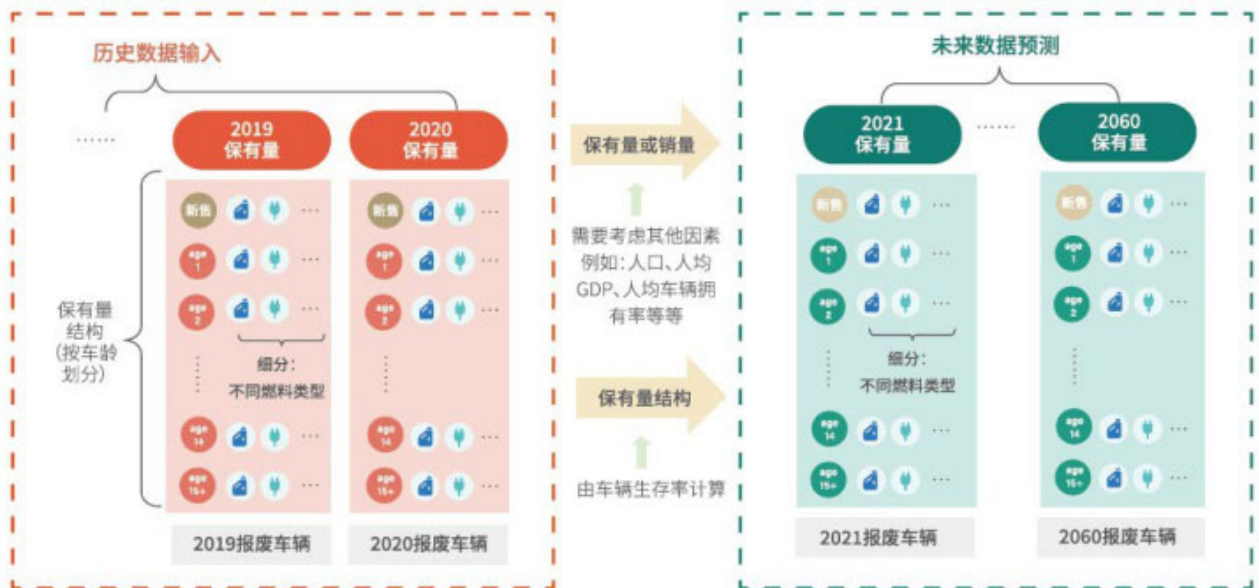 历史数据输入
……
2019
保有量
2020
保有量
保有量
结构
(按车龄
划分)
新售
…
age
1
…
age
2
…
细分:
不同燃料类型
age
14
…
age
15+
…
新售
…
age
1
…
age
2
…
age
14
…
age
15+
…
2019报废车辆
2020报废车辆
保有量或销量
需要考虑其他因素
例如:人口、人均
GDP、人均车辆拥
有率等等
保有量结构
由车辆生存率计算
未来数据预测
2021
保有量
……
2060
保有量
新售
…
age
1
…
age
2
…
细分:
不同燃料类型
age
14
…
age
15+
…
新售
…
age
1
…
age
2
…
age
14
…
age
15+
…
2021报废车辆
2060报废车辆